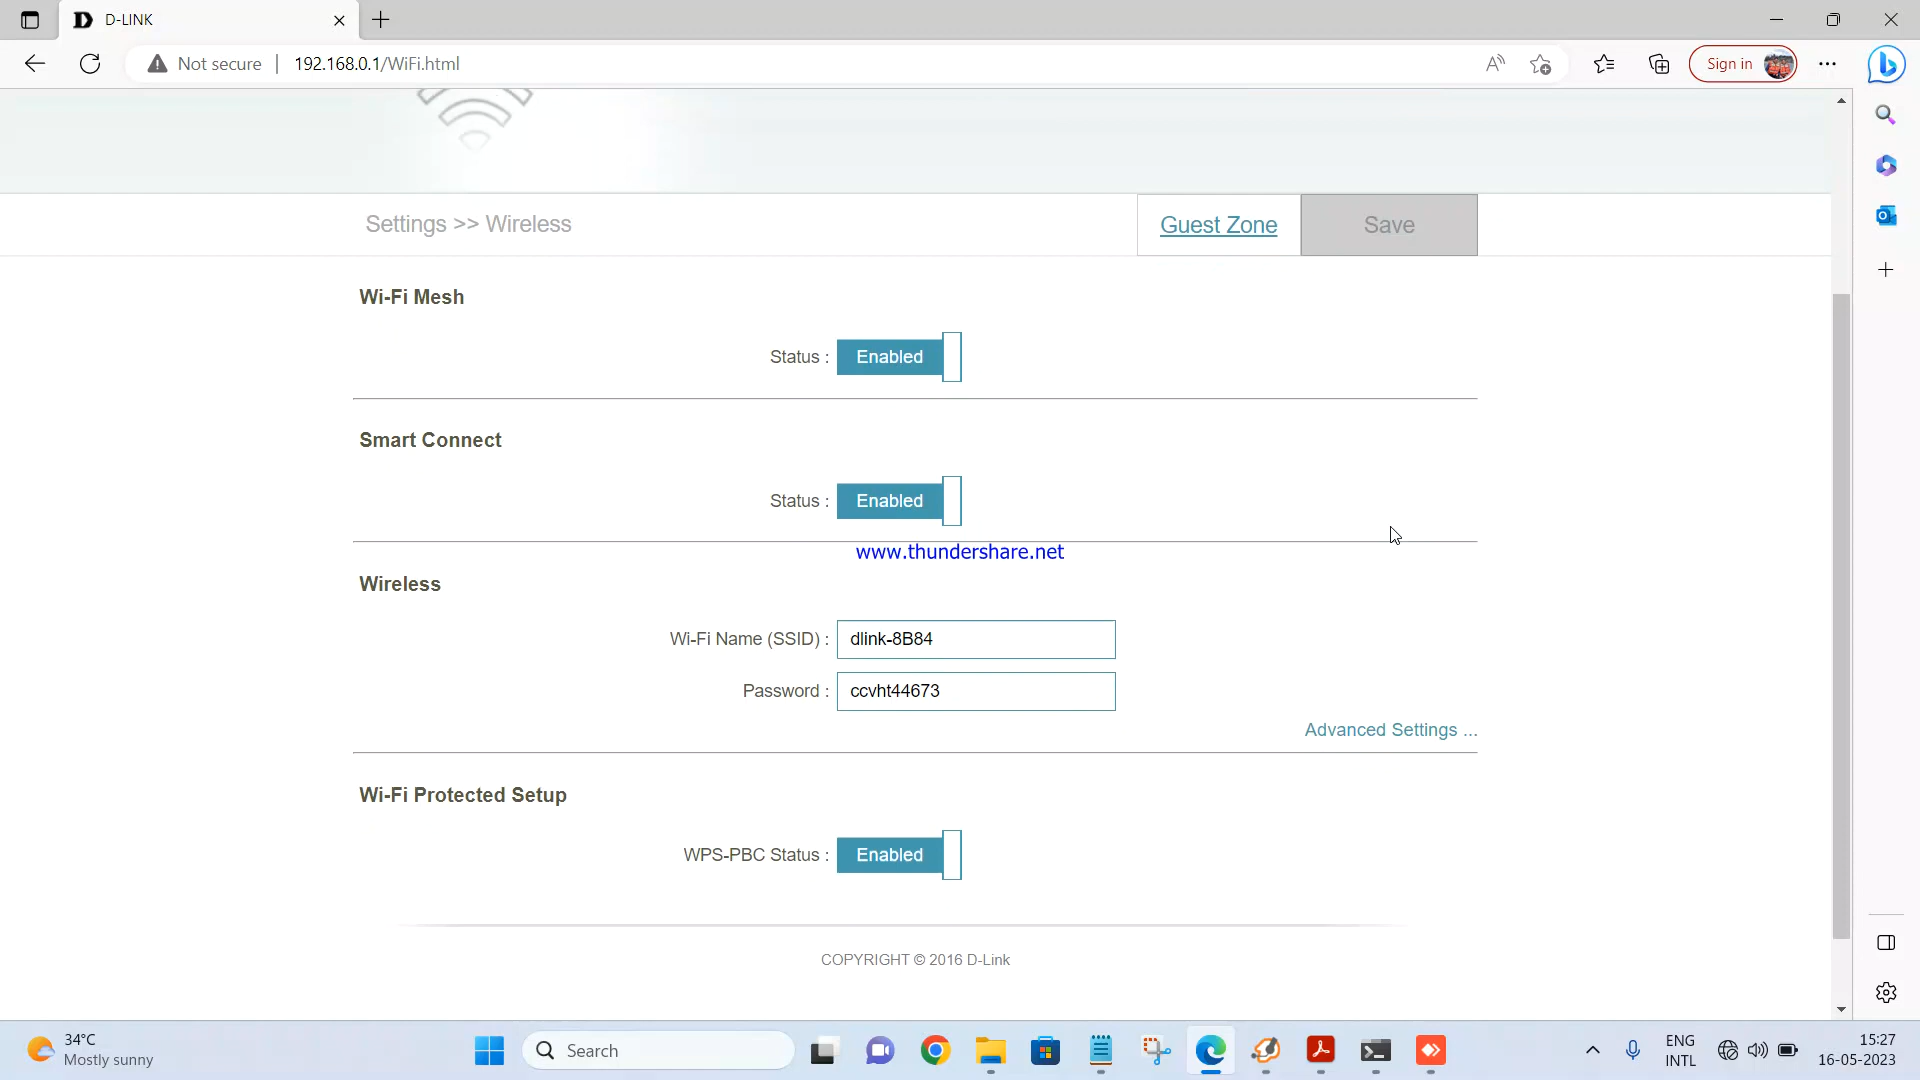 D-LINK
Not secure
192.168.0.1/WiFi.html
Sign in
Settings >> Wireless
Guest Zone
Save
Wi-Fi Mesh
Status : Enabled
Smart Connect
Status : Enabled
www.thundershare.net
Wireless
Wi-Fi Name (SSID) : dlink-8B84
Password : ccvht44673
Advanced Settings ...
Wi-Fi Protected Setup
WPS-PBC Status : Enabled
COPYRIGHT © 2016 D-Link
34°C
Mostly sunny
Search
ENG
INTL
15:27
16-05-2023